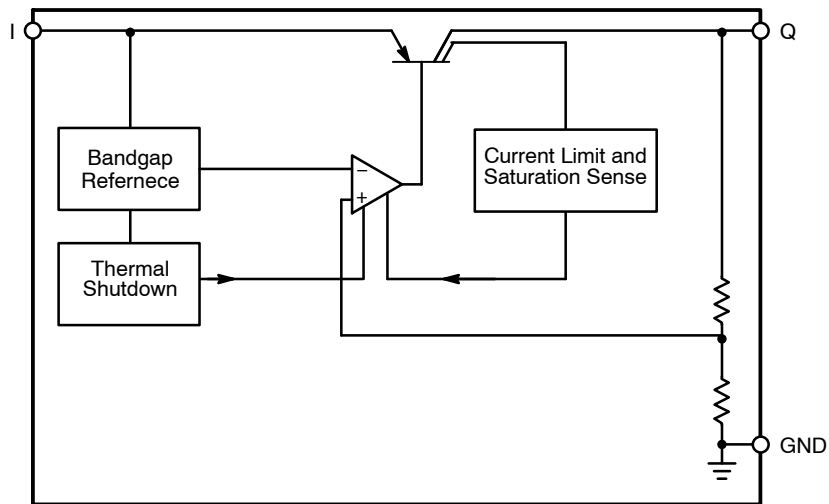 I
Q
Bandgap
Refernece
−
+
Current Limit and
Saturation Sense
Thermal
Shutdown
GND